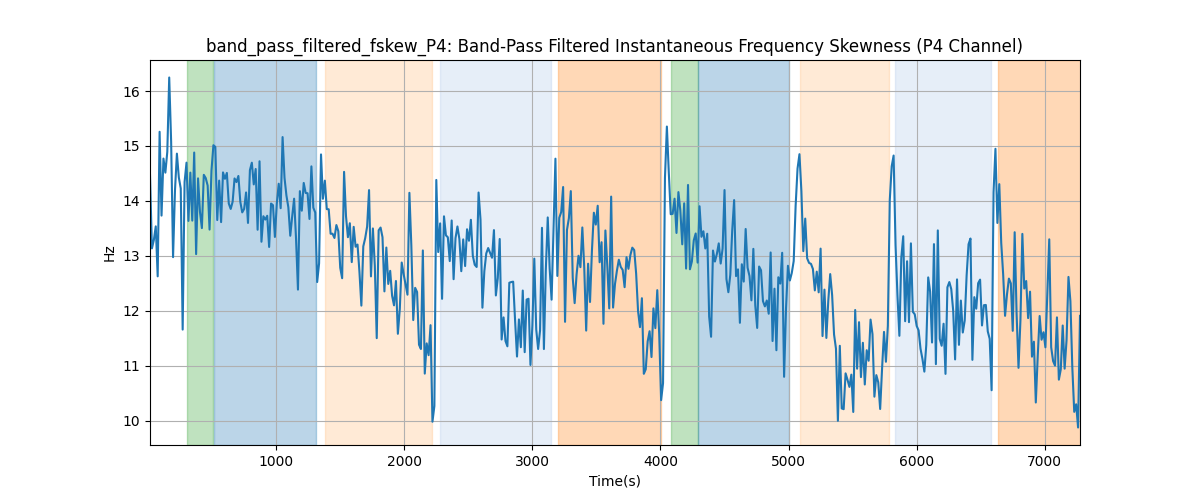 band_pass_filtered_fskew_P4: Band-Pass Filtered Instantaneous Frequency Skewness (P4 Channel)
Hz
16
15
14
13
12
11
10
1000 2000 3000 4000 5000 6000 7000
Time(s)